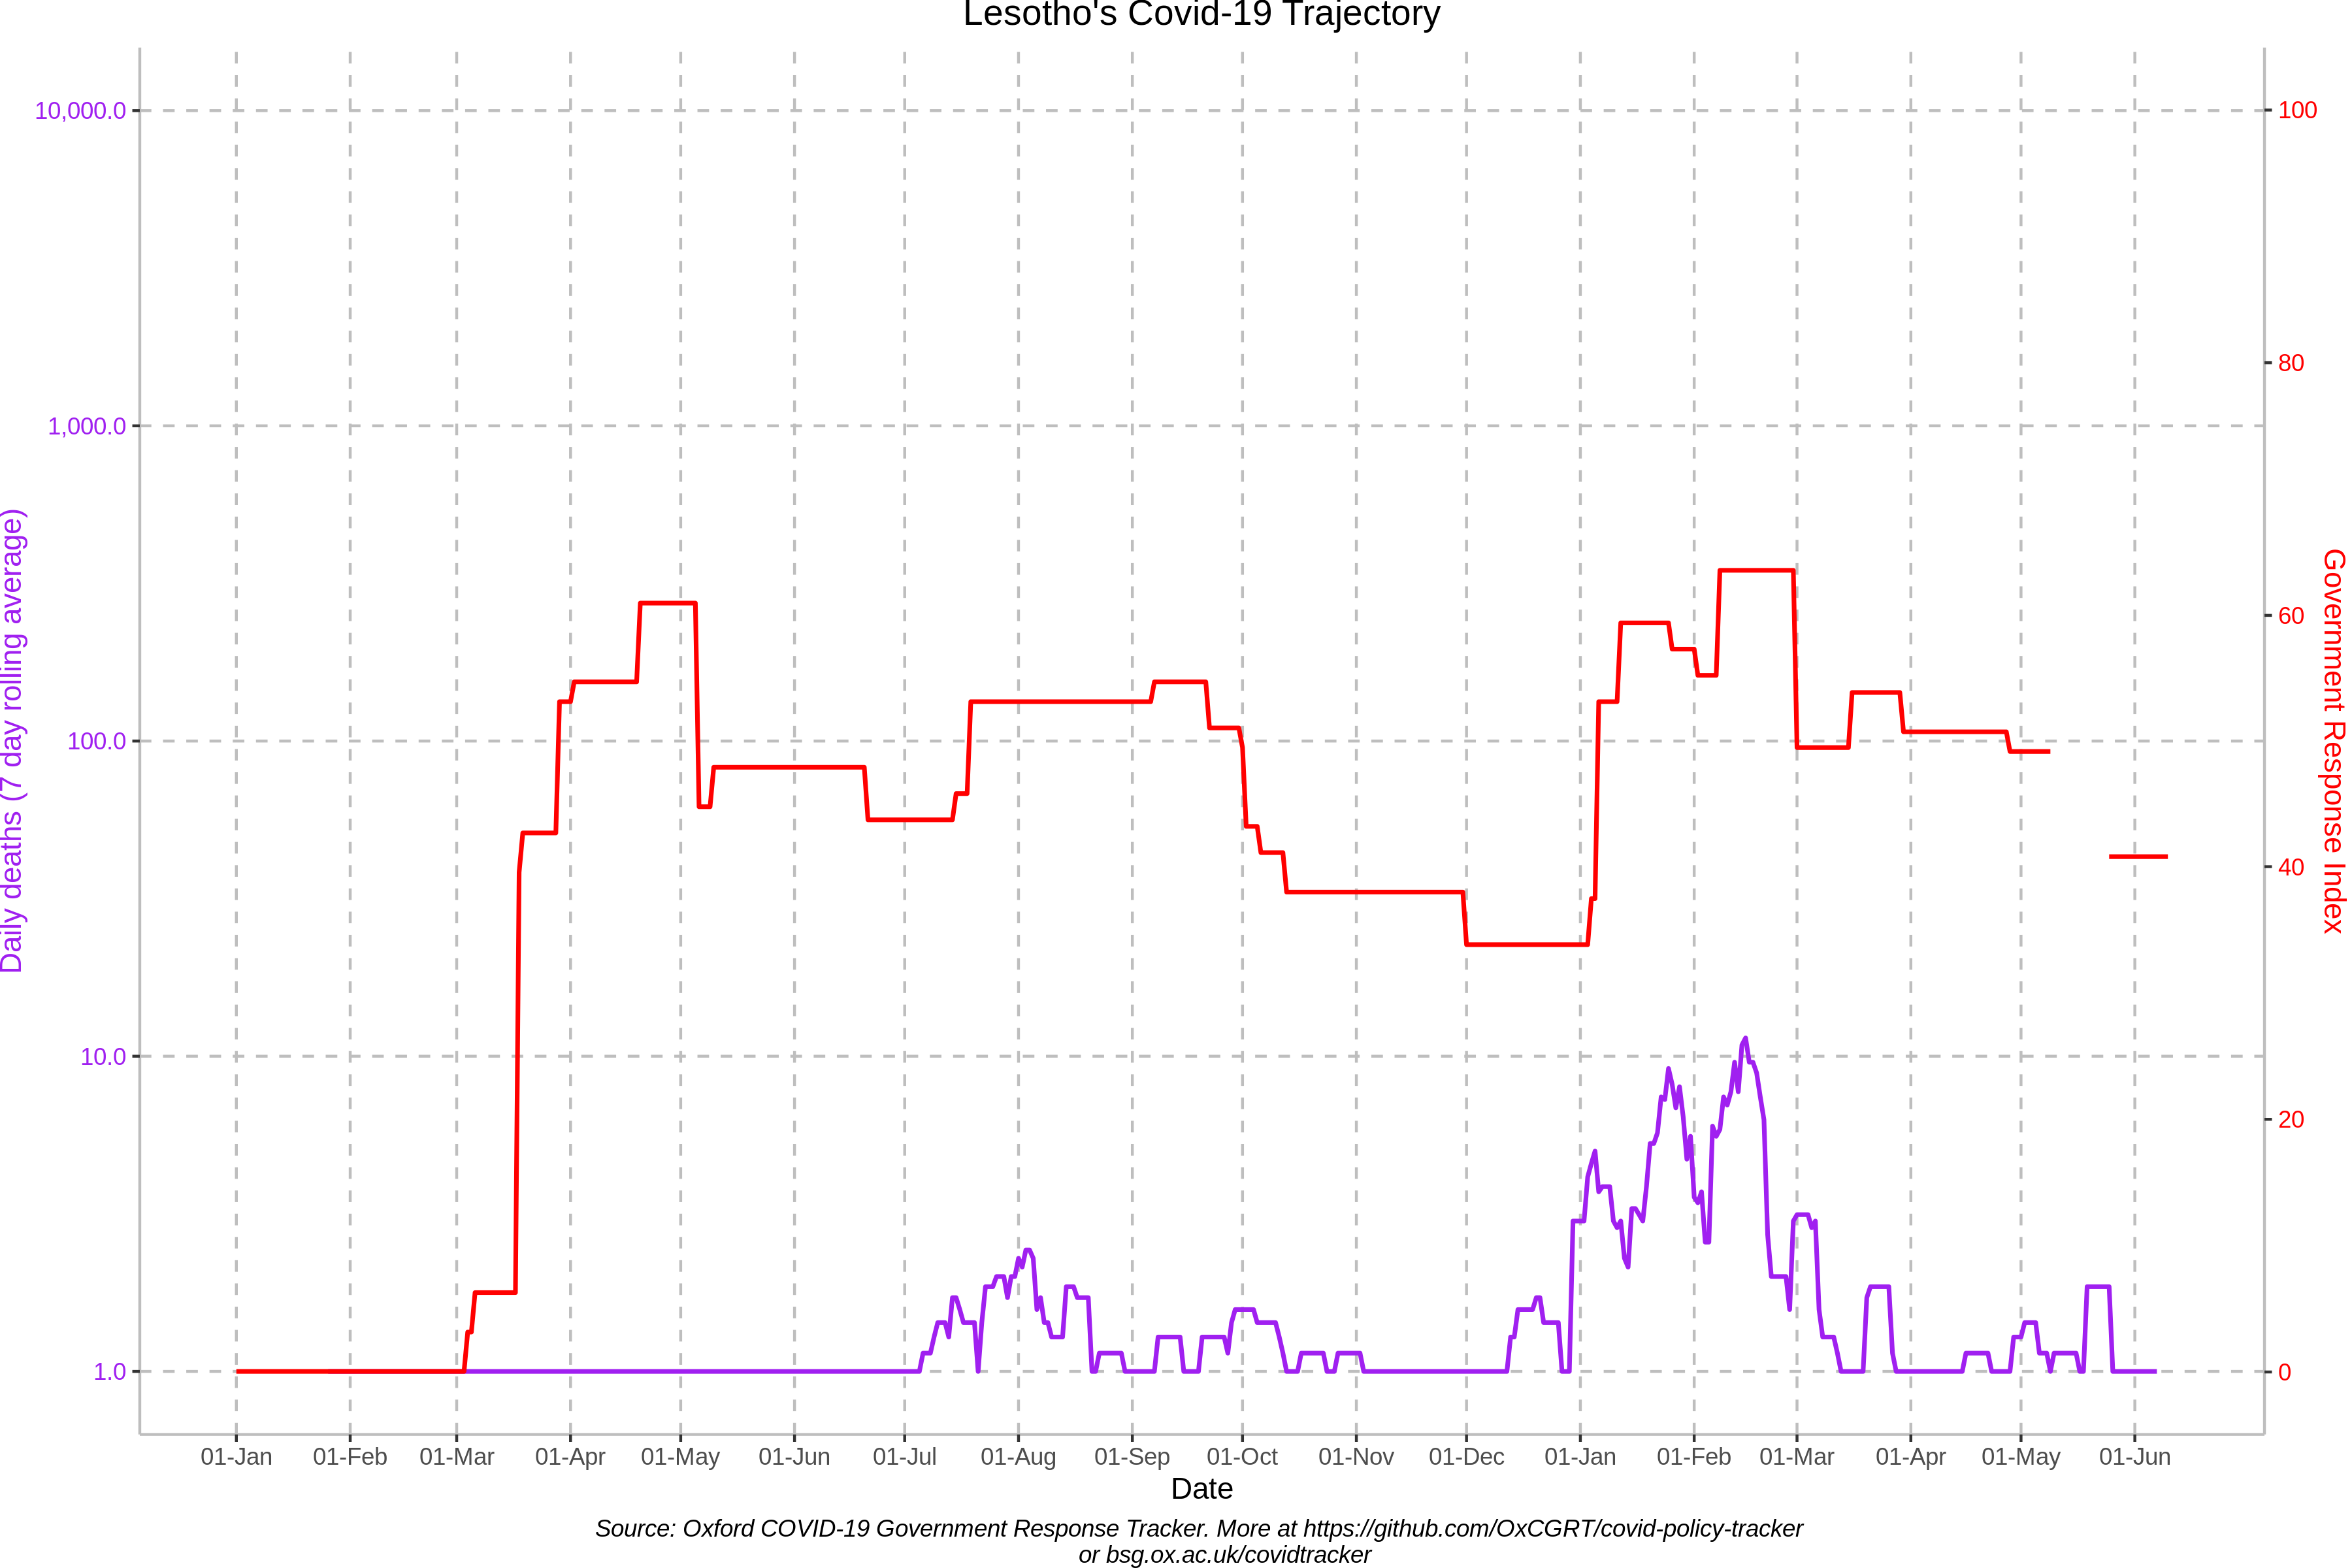 Lesotho's Covid-19 Trajectory
10,000.0
1,000.0
100.0
10.0
1.0
Daily deaths (7 day rolling average)
100
80
60
40
20
0
Government Response Index
01-Jan 01-Feb 01-Mar 01-Apr 01-May 01-Jun 01-Jul 01-Aug 01-Sep 01-Oct 01-Nov 01-Dec 01-Jan 01-Feb 01-Mar 01-Apr 01-May 01-Jun
Date
Source: Oxford COVID-19 Government Response Tracker. More at https://github.com/OxCGRT/covid-policy-tracker
or bsg.ox.ac.uk/covidtracker